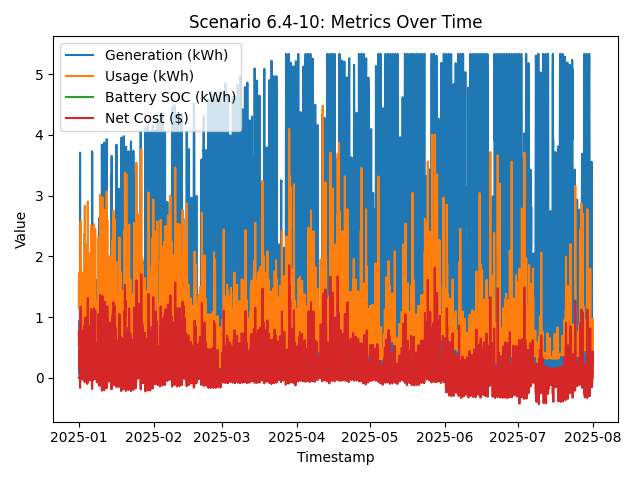 Scenario 6.4-10: Metrics Over Time
Generation (kWh)
Usage (kWh)
Battery SOC (kWh)
Net Cost ($)
Value
5
4
3
2
1
0
2025-01 2025-02 2025-03 2025-04 2025-05 2025-06 2025-07 2025-08
Timestamp